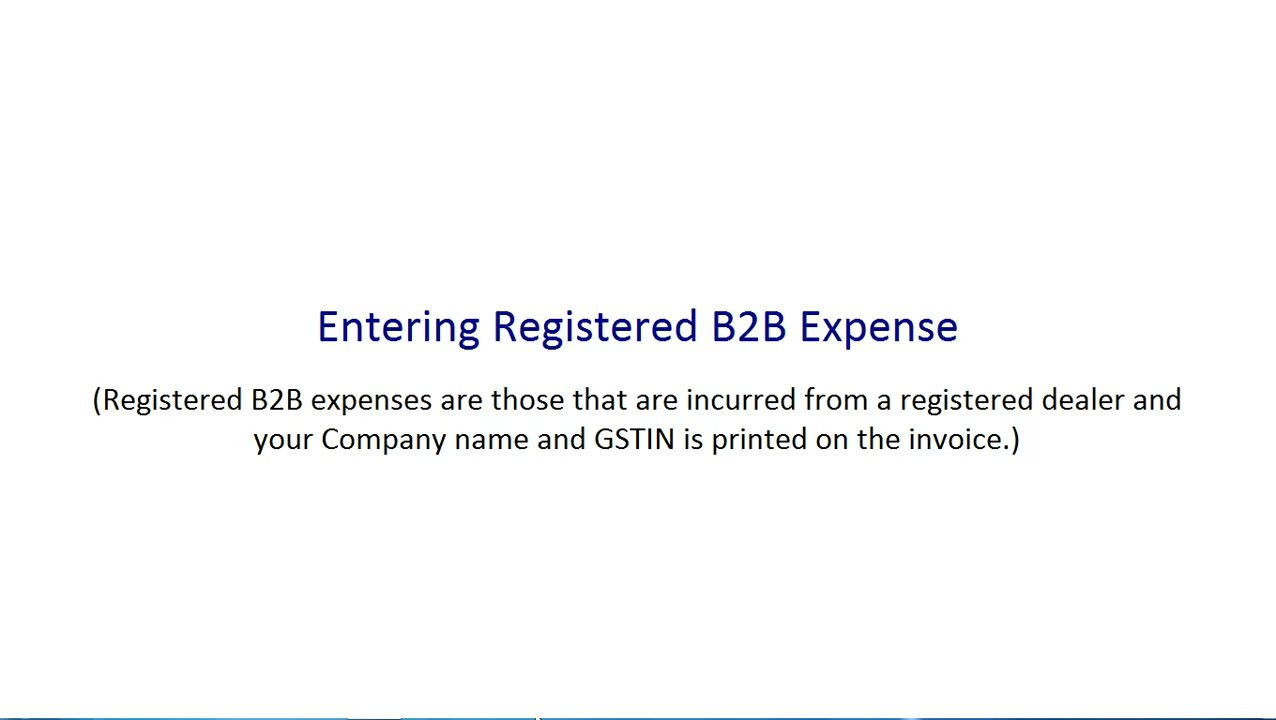 Entering Registered B2B Expense
(Registered B2B expenses are those that are incurred from a registered dealer and
your Company name and GSTIN is printed on the invoice.)